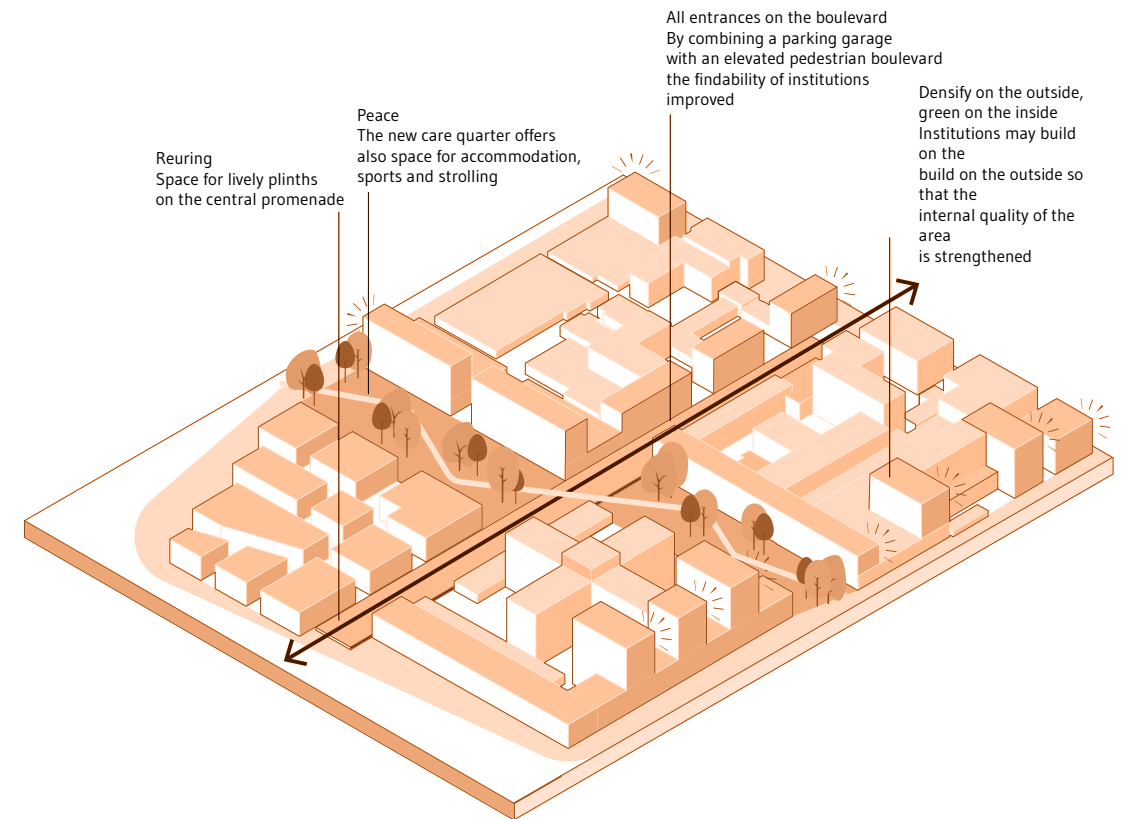 All entrances on the boulevard
By combining a parking garage
with an elevated pedestrian boulevard
the findability of institutions
improved
Densify on the outside,
green on the inside
Institutions may build
on the
build on the outside so
that the
internal quality of the
area
is strengthened
Peace
The new care quarter offers
also space for accommodation,
sports and strolling
Reuring
Space for lively plinths
on the central promenade